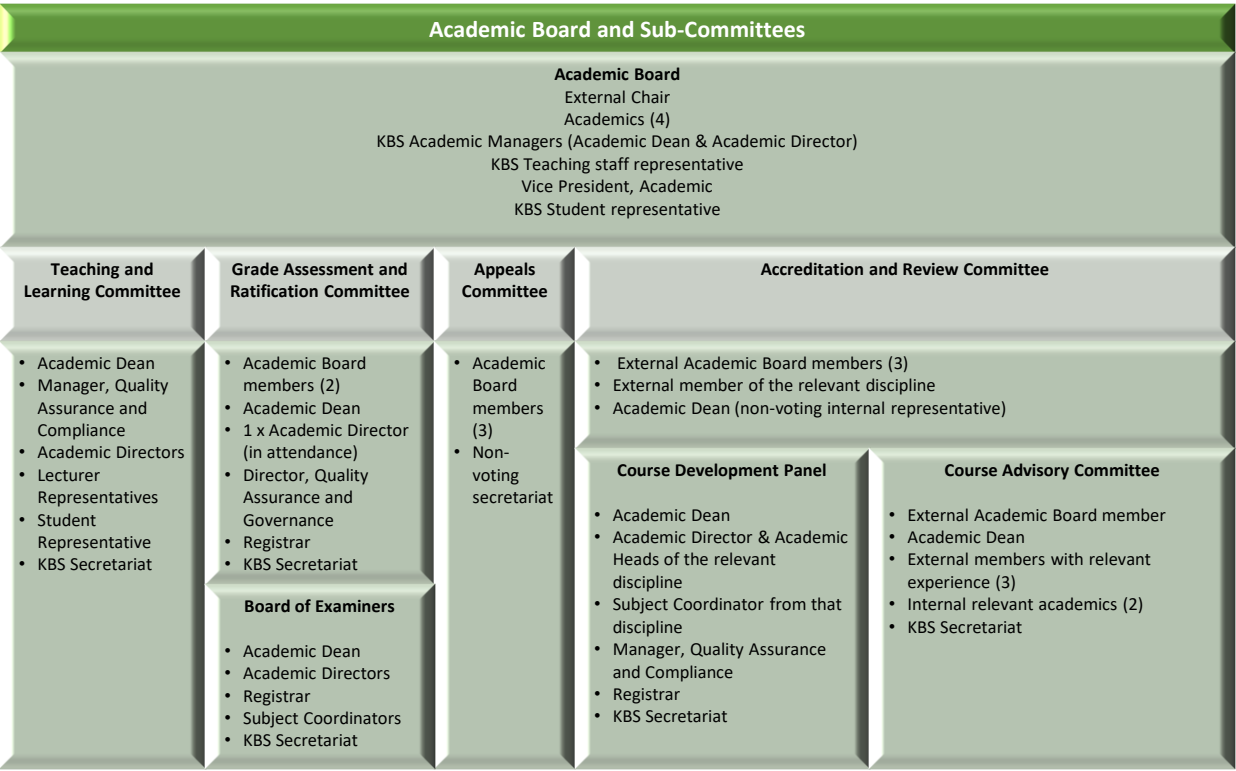 Academic Board and Sub-Committees
Academic Board
External Chair
Academics (4)
KBS Academic Managers (Academic Dean & Academic Director)
KBS Teaching staff representative
Vice President, Academic
KBS Student representative
Teaching and
Learning Committee
• Academic Dean
• Manager, Quality
Assurance and
Compliance
• Academic Directors
• Lecturer
Representatives
• Student
Representative
• KBS Secretariat
Grade Assessment and
Ratification Committee
• Academic Board
members (2)
• Academic Dean
• 1 x Academic Director
(in attendance)
• Director, Quality
Assurance and
Governance
• Registrar
• KBS Secretariat
Board of Examiners
• Academic Dean
• Academic Directors
• Registrar
• Subject Coordinators
• KBS Secretariat
Appeals
Committee
• Academic
Board
members
(3)
• Non-
voting
secretariat
Accreditation and Review Committee
• External Academic Board members (3)
• External member of the relevant discipline
• Academic Dean (non-voting internal representative)
Course Development Panel
• Academic Dean
• Academic Director & Academic
Heads of the relevant
discipline
• Subject Coordinator from that
discipline
• Manager, Quality Assurance
and Compliance
• Registrar
• KBS Secretariat
Course Advisory Committee
• External Academic Board member
• Academic Dean
• External members with relevant
experience (3)
• Internal relevant academics (2)
• KBS Secretariat